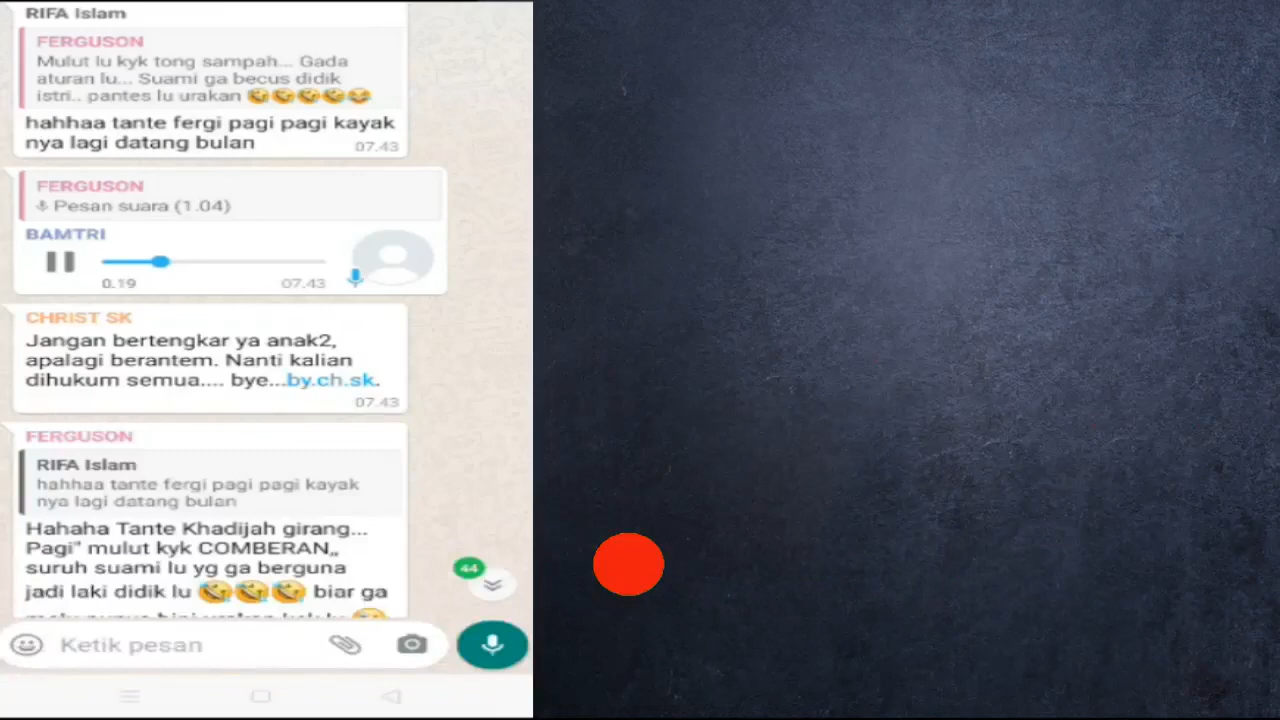 RIFA Islam
FERGUSON
Mulut lu kyk tong sampah... Gada
aturan lu... Suami ga becus didik
istri.. pantes lu urakan 🤣🤣🤣🤣😂
hahhaa tante fergi pagi pagi kayak
nya lagi datang bulan
07.43
FERGUSON
Pesan suara (1.04)
BAMTRI
0.19
07.43
CHRIST SK
Jangan bertengkar ya anak2,
apalagi berantem. Nanti kalian
dihukum semua.... bye...by.ch.sk.
07.43
FERGUSON
RIFA Islam
hahhaa tante fergi pagi pagi kayak
nya lagi datang bulan
Hahaha Tante Khadijah girang...
Pagi" mulut kyk COMBERAN,,
suruh suami lu yg ga berguna
jadi laki didik lu 🤣🤣🤣 biar ga
44
Ketik pesan